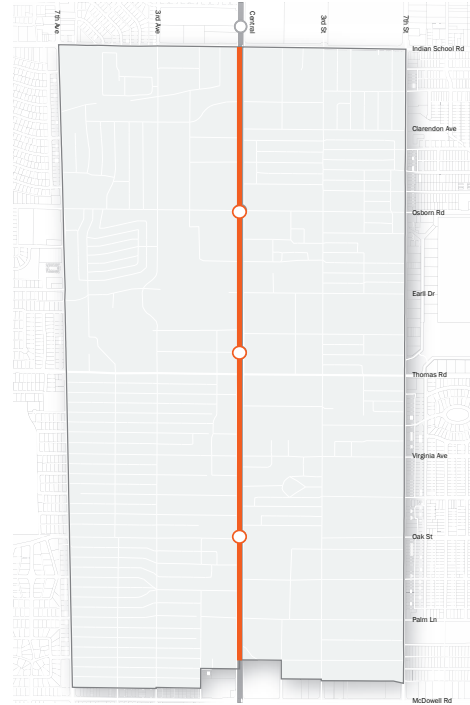 7th Ave
3rd Ave
Central
3rd St
7th St
Indian School Rd
Clarendon Ave
Osborn Rd
Earll Dr
Thomas Rd
Virginia Ave
Oak St
Palm Ln
McDowell Rd